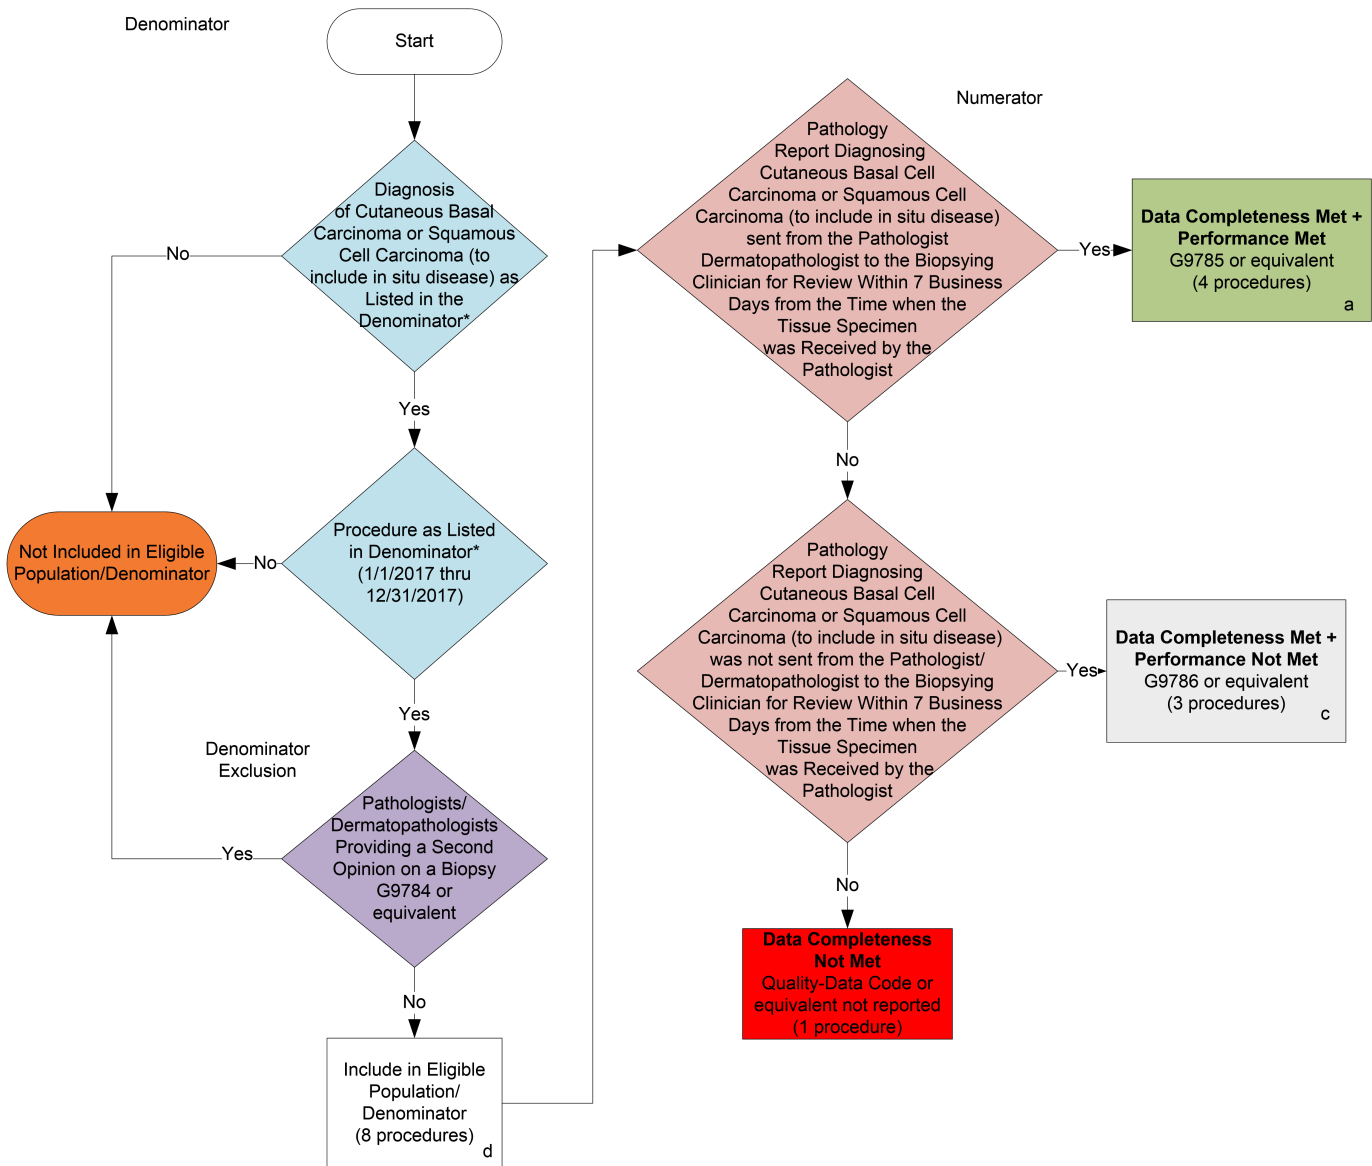 Denominator
Start
Diagnosis
of Cutaneous Basal
Carcinoma or Squamous
Cell Carcinoma (to
include in situ disease) as
Listed in the
Denominator*
No
Yes
Procedure as Listed
in Denominator*
(1/1/2017 thru
12/31/2017)
No
Not Included in Eligible
Population/Denominator
Yes
Denominator
Exclusion
Pathologists/
Dermatopathologists
Providing a Second
Opinion on a Biopsy
G9784 or
equivalent
Yes
No
Include in Eligible
Population/
Denominator
(8 procedures)
d
Numerator
Pathology
Report Diagnosing
Cutaneous Basal Cell
Carcinoma or Squamous Cell
Carcinoma (to include in situ disease)
sent from the Pathologist
Dermatopathologist to the Biopsying
Clinician for Review Within 7 Business
Days from the Time when the
Tissue Specimen
was Received by the
Pathologist
Yes
Data Completeness Met +
Performance Met
G9785 or equivalent
(4 procedures)
a
No
Pathology
Report Diagnosing
Cutaneous Basal Cell
Carcinoma or Squamous Cell
Carcinoma (to include in situ disease)
was not sent from the Pathologist/
Dermatopathologist to the Biopsying
Clinician for Review Within 7 Business
Days from the Time when the
Tissue Specimen
was Received by the
Pathologist
Yes
Data Completeness Met +
Performance Not Met
G9786 or equivalent
(3 procedures)
c
No
Data Completeness
Not Met
Quality-Data Code or
equivalent not reported
(1 procedure)